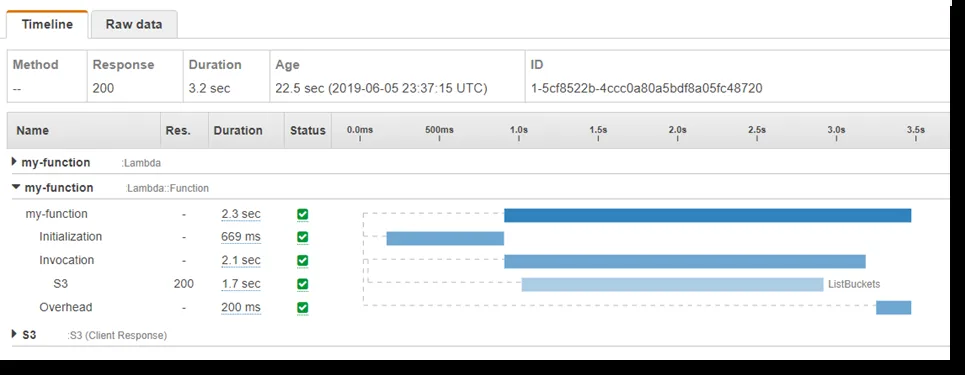 Timeline Raw data
Method Response Duration Age ID
-- 200 3.2 sec 22.5 sec (2019-06-05 23:37:15 UTC) 1-5cf8522b-4ccc0a80a5bdf8a05fc48720
Name Res. Duration Status 0.0ms 500ms 1.0s 1.5s 2.0s 2.5s 3.0s 3.5s
my-function :Lambda
my-function Lambda::Function
my-function - 2.3 sec
Initialization - 669 ms
Invocation - 2.1 sec
S3 200 1.7 sec ListBuckets
Overhead - 200 ms
S3 :S3 (Client Response)